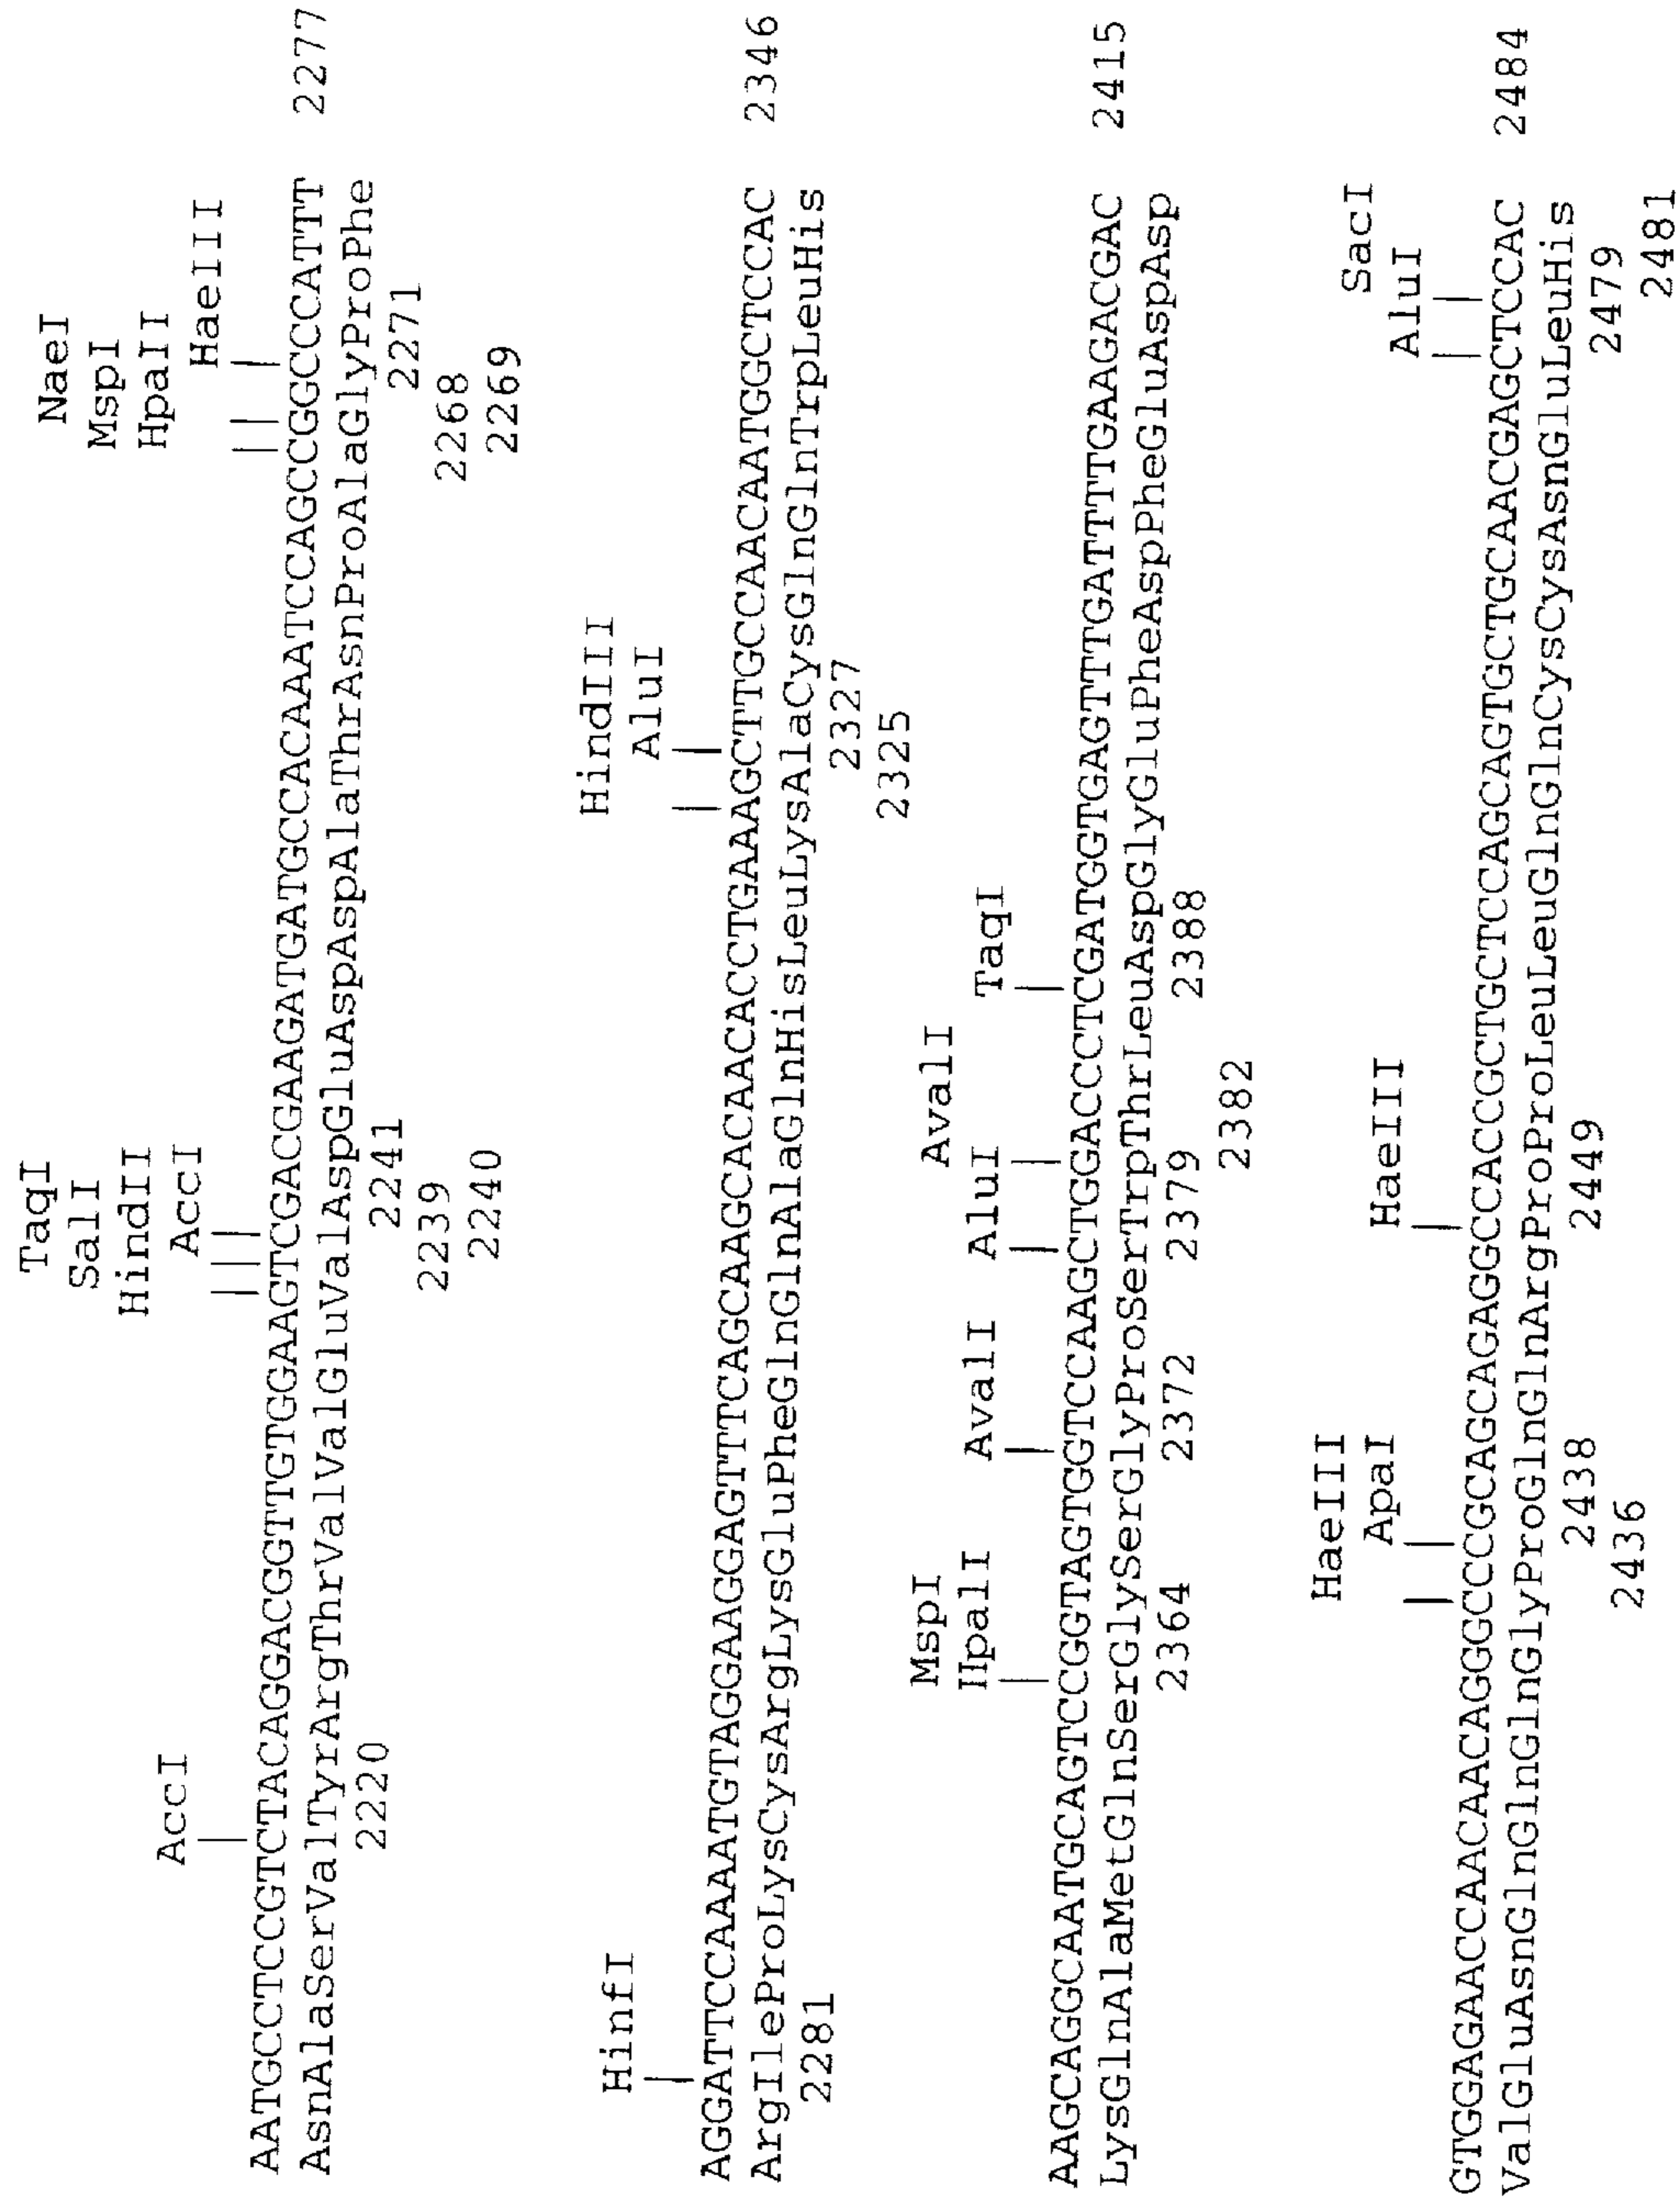 TaqI
NaeI
SalI
MspI
HindII
HpaII
AccI
AccI
HaeIII
AATGCCTCCGTCTACAGGACGGTTGTGGAAGTCGACGAAGATGATGCCACAAATCCAGCCGGCCCATTT 2277
AsnAlaSerValTyrArgThrValValGluValAspGluAspAspAlaThrAsnProAlaGlyProPhe
2220
2241
2271
2239
2268
2240
2269
HindIII
HinfI
AluI
AGGATTCCAAAATGTAGGAAGGAGTTTCAGCAAGCACAACACCTGAAAGCTTGCCAACAATGGCTCCAC 2346
ArgIleProLysCysArgLysGluPheGlnGlnAlaGlnHisLeuLysAlaCysGlnGlnTrpLeuHis
2281
2327
2325
MspI
AvaII
HpaII
AvaII
AluI
TaqI
AAGCAGGCAATGCAGTCCGGTAGTGGTCCAAGCTGGACCCTCGATGGTGAGTTTGATTTTGAAGACGAC 2415
LysGlnAlaMetGlnSerGlySerGlyProSerTrpThrLeuAspGlyGluPheAspPheGluAspAsp
2364
2372
2379
2388
2382
HaeIII
SacI
ApaI
HaeIII
AluI
GTGGAGAACCAACAACAGGGCCCGCAGCAGAGGCCACCGCTGCTCCAGCAGTGCTGCAACGAGCTCCAC 2484
ValGluAsnGlnGlnGlnGlyProGlnGlnArgProProLeuLeuGlnGlnCysCysAsnGluLeuHis
2438
2449
2479
2436
2481